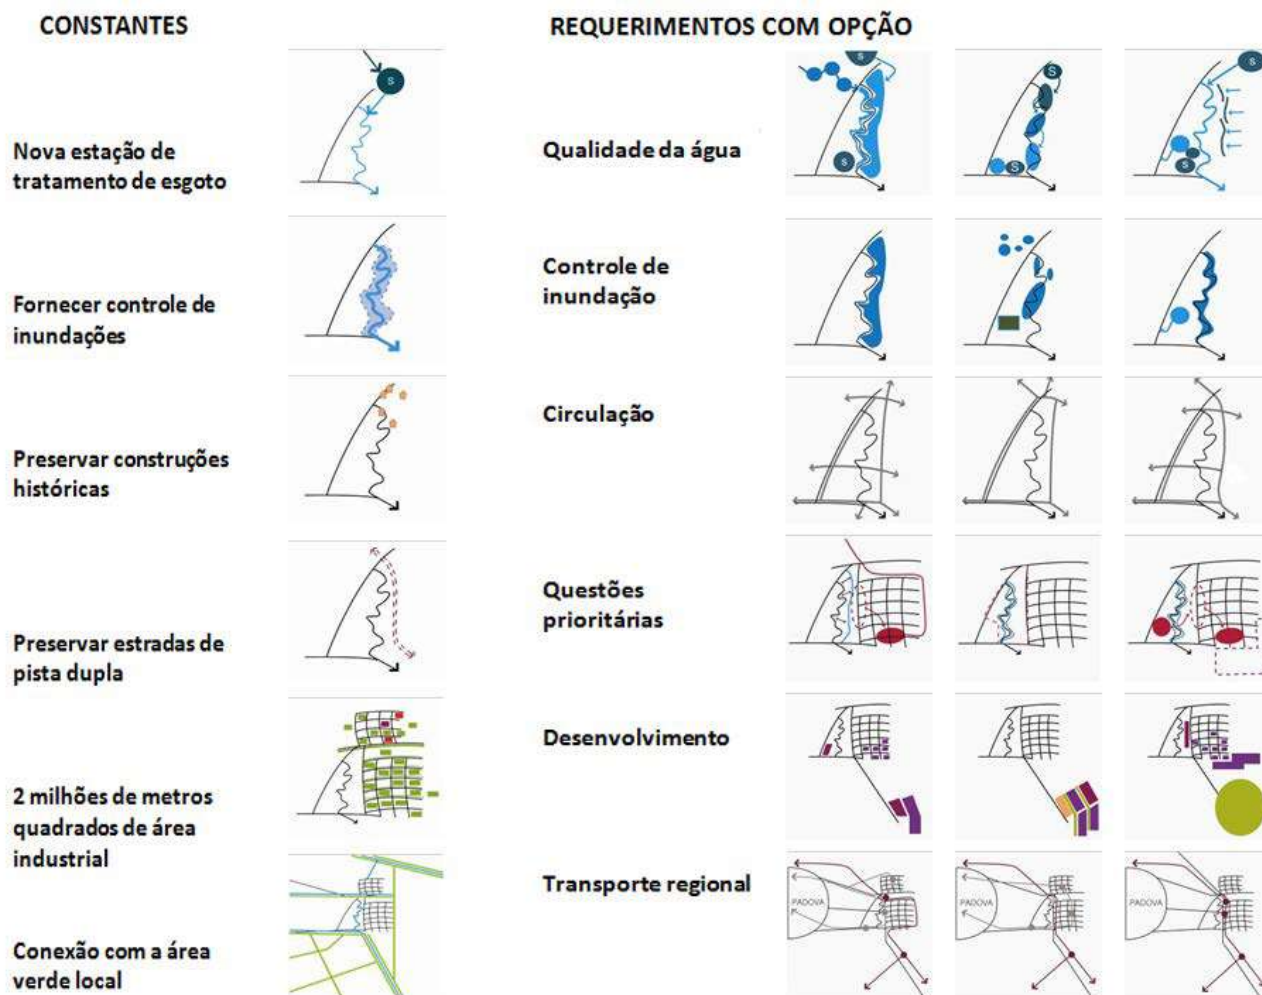 CONSTANTES
REQUERIMENTOS COM OPÇÃO
Nova estação de
tratamento de esgoto
S
Qualidade da água
S
S
S
S
S
S
Fornecer controle de
inundações
Controle de
inundação
Preservar construções
históricas
Circulação
Preservar estradas de
pista dupla
Questões
prioritárias
2 milhões de metros
quadrados de área
industrial
Desenvolvimento
Conexão com a área
verde local
Transporte regional
PADOVA
PADOVA
PADOVA